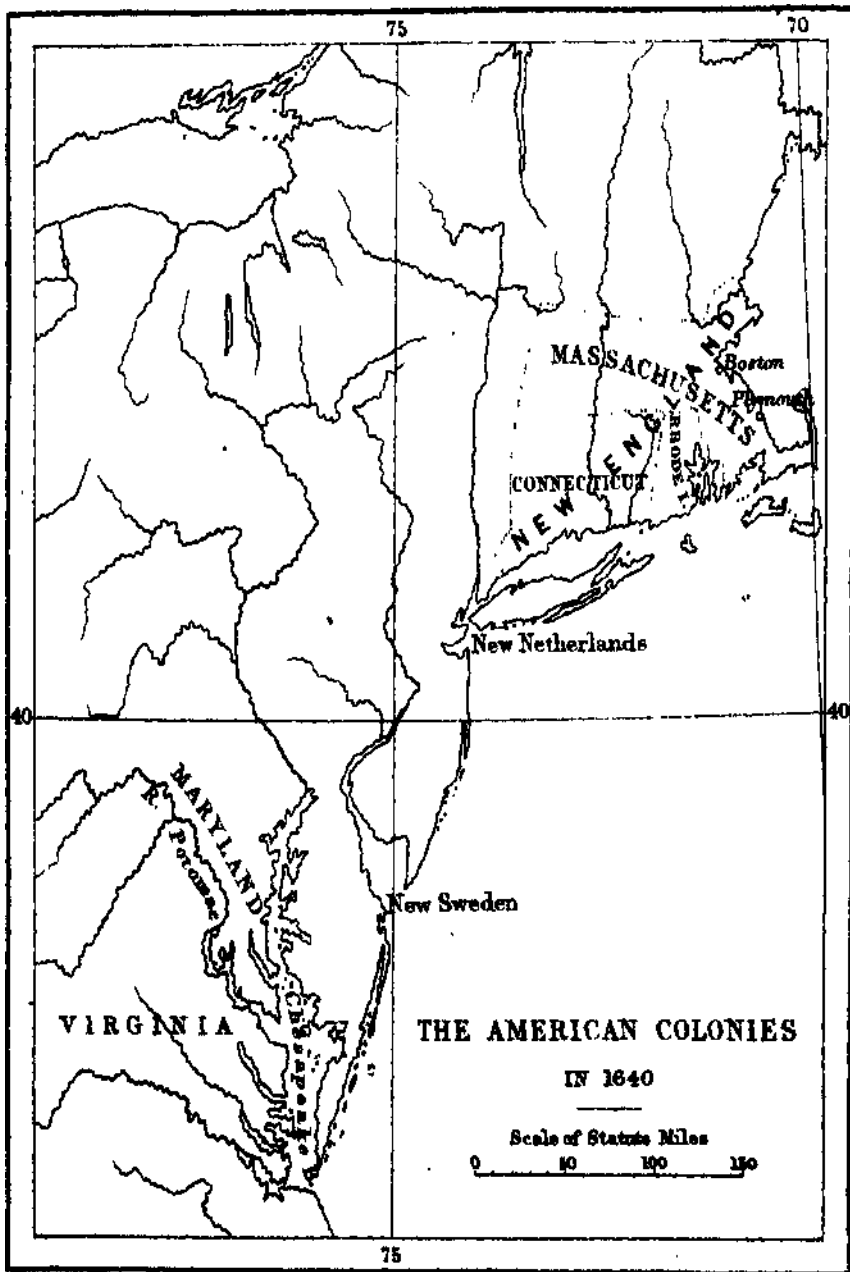 75 70
NEW ENGLAND
MASSACHUSETTS
Boston
Plymouth
RHODE I.
CONNECTICUT
New Netherlands
40 40
MARYLAND
R. Potomac
New Sweden
VIRGINIA
Chesapeake
THE AMERICAN COLONIES
IN 1640
Scale of Statute Miles
0 50 100 150
75